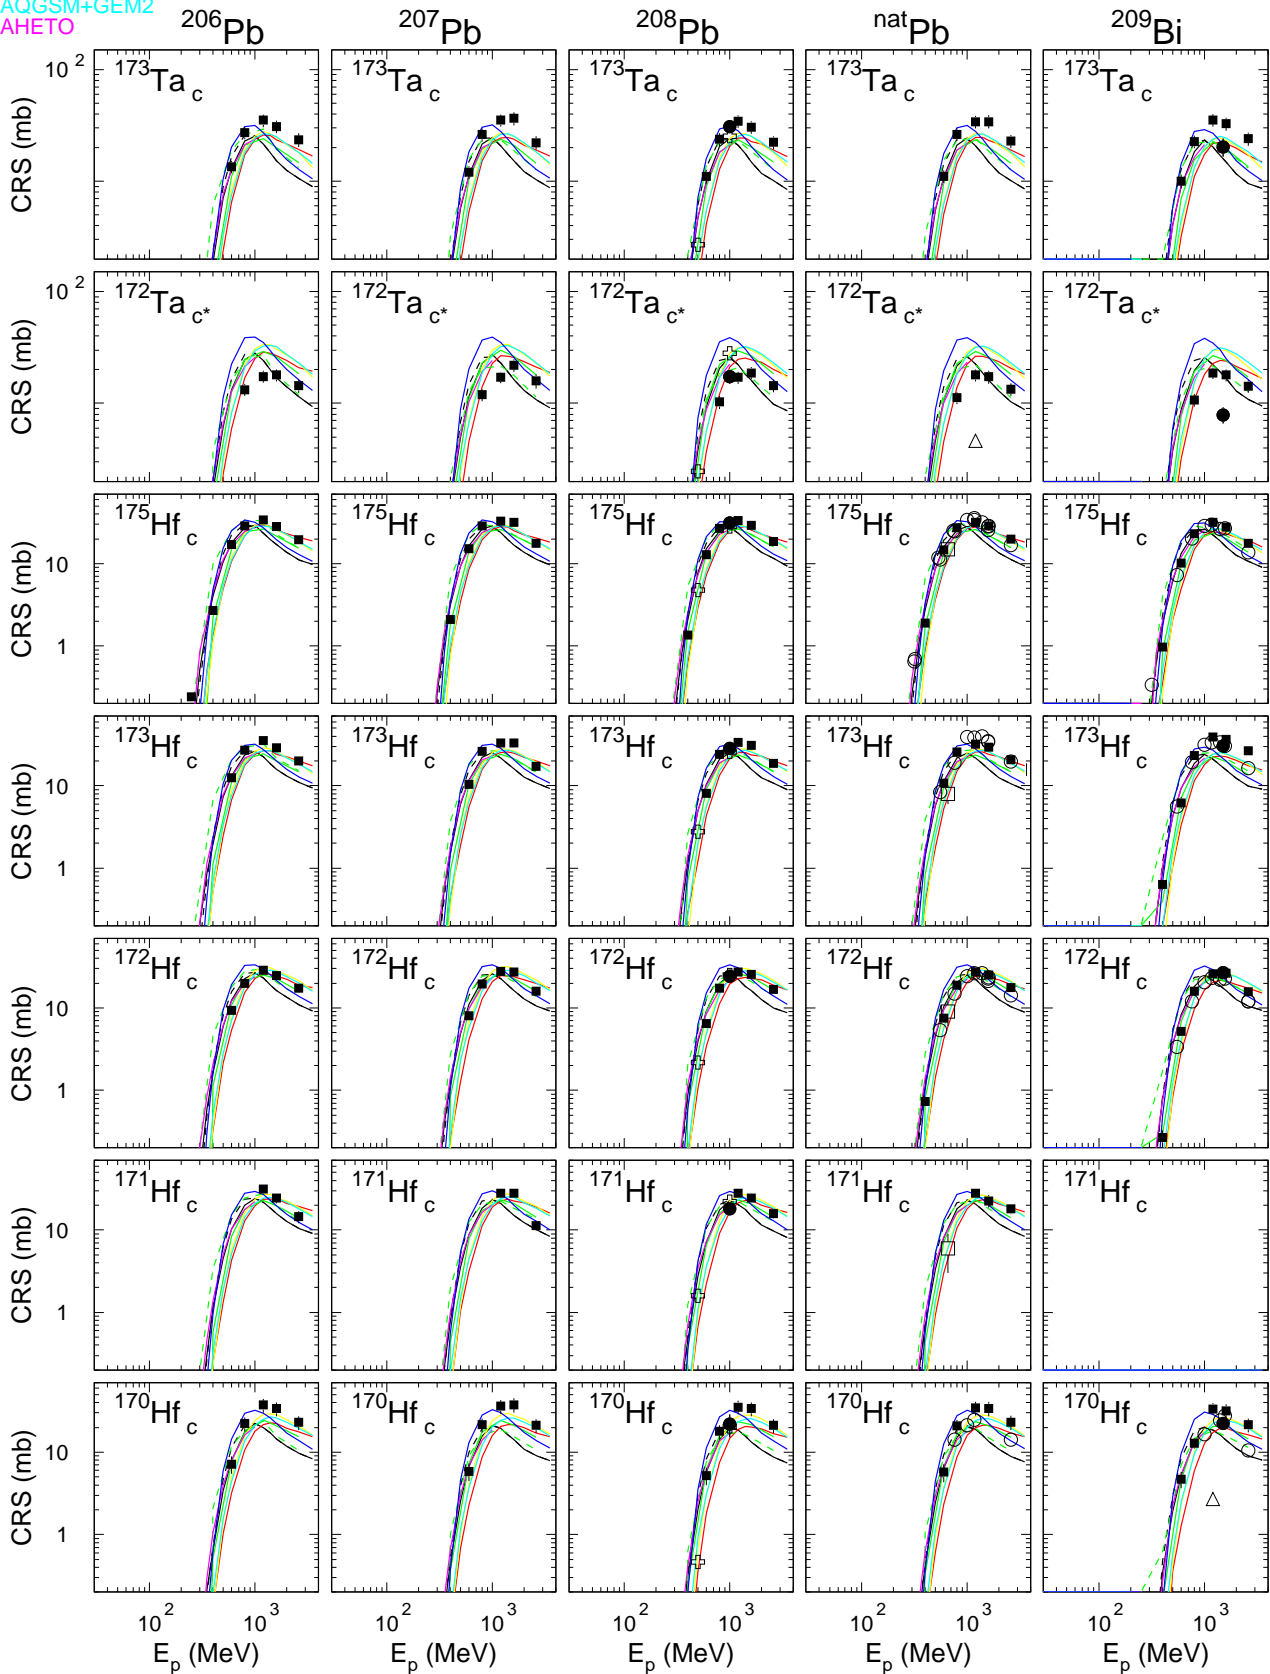 AQGSM+GEM2
AHETO
206Pb 207Pb 208Pb natPb 209Bi
CRS (mb) 10 2 173Ta c 173Ta c 173Ta c 173Ta c 173Ta c
CRS (mb) 10 2 172Ta c* 172Ta c* 172Ta c* 172Ta c* 172Ta c*
CRS (mb) 10 1 175Hf c 175Hf c 175Hf c 175Hf c 175Hf c
CRS (mb) 10 1 173Hf c 173Hf c 173Hf c 173Hf c 173Hf c
CRS (mb) 10 1 172Hf c 172Hf c 172Hf c 172Hf c 172Hf c
CRS (mb) 10 1 171Hf c 171Hf c 171Hf c 171Hf c 171Hf c
CRS (mb) 10 1 170Hf c 170Hf c 170Hf c 170Hf c 170Hf c
10 2 10 3 10 2 10 3 10 2 10 3 10 2 10 3 10 2 10 3
Ep (MeV) Ep (MeV) Ep (MeV) Ep (MeV) Ep (MeV)